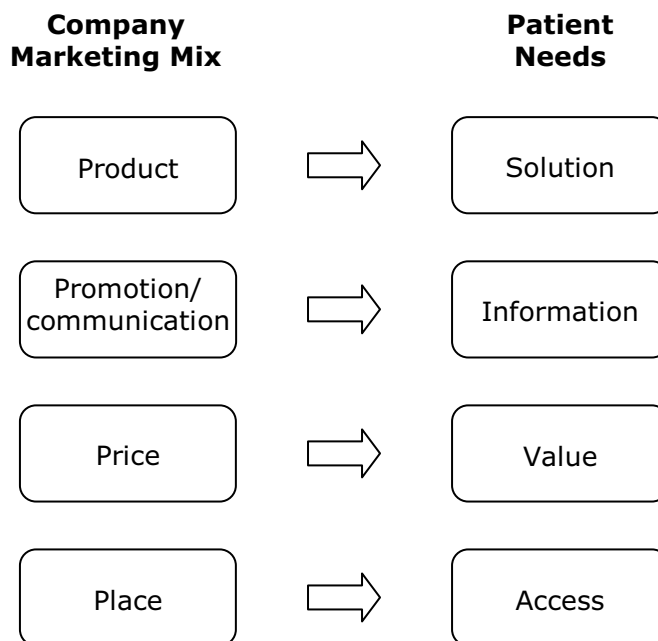 Company
Marketing Mix
Patient
Needs
Product
Solution
Promotion/
communication
Information
Price
Value
Place
Access